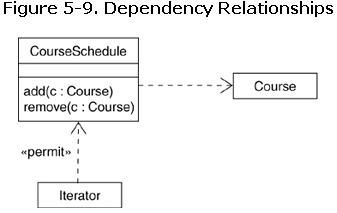 Figure 5-9. Dependency Relationships
CourseSchedule
add(c : Course)
remove(c : Course)
Course
«permit»
Iterator